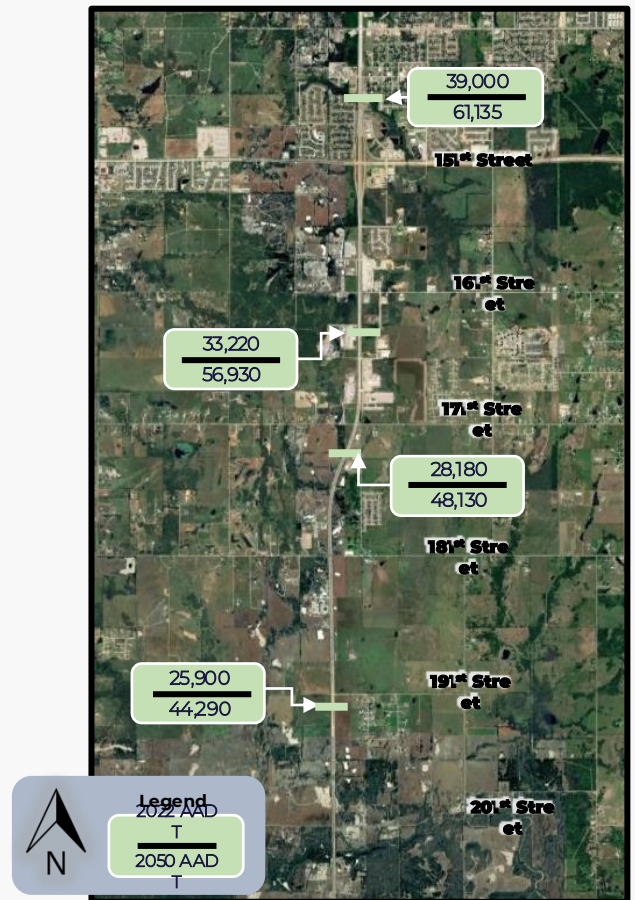 39,000
61,135
151st Street
161st Stre
et
33,220
56,930
171st Stre
et
28,180
48,130
181st Stre
et
191st Stre
et
25,900
44,290
201st Stre
et
Legend
2022 AAD
T
2050 AAD
T
N